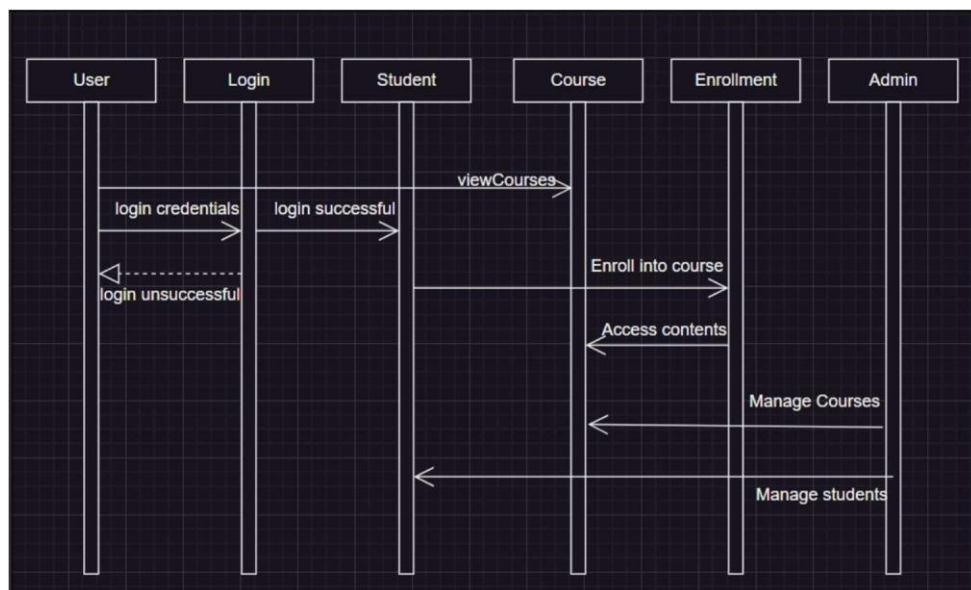 User
Login
Student
Course
Enrollment
Admin
viewCourses
login credentials
login successful
Enroll into course
login unsuccessful
Access contents
Manage Courses
Manage students